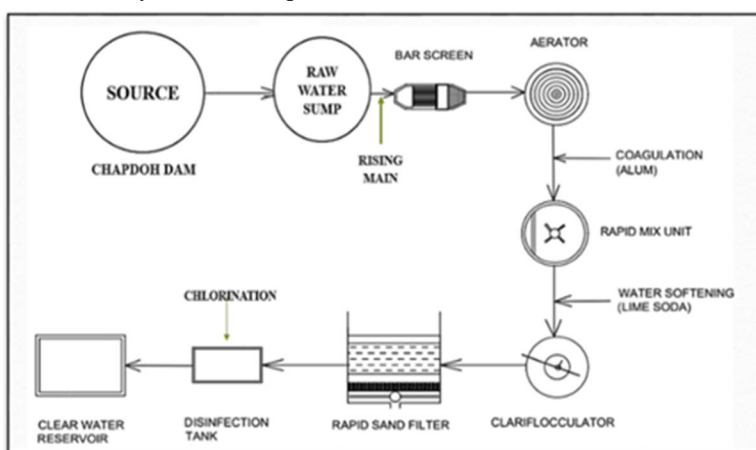 SOURCE
CHAPDOH DAM
RAW
WATER
SUMP
RISING
MAIN
BAR SCREEN
AERATOR
COAGULATION
(ALUM)
RAPID MIX UNIT
WATER SOFTENING
(LIME SODA)
CLARIFLOCCULATOR
RAPID SAND FILTER
CHLORINATION
DISINFECTION
TANK
CLEAR WATER
RESERVOIR